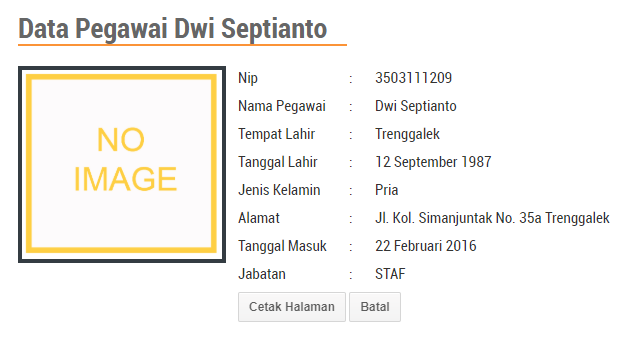 Data Pegawai Dwi Septianto
NO
IMAGE
Nip : 3503111209
Nama Pegawai : Dwi Septianto
Tempat Lahir : Trenggalek
Tanggal Lahir : 12 September 1987
Jenis Kelamin : Pria
Alamat : Jl. Kol. Simanjuntak No. 35a Trenggalek
Tanggal Masuk : 22 Februari 2016
Jabatan : STAF
Cetak Halaman Batal